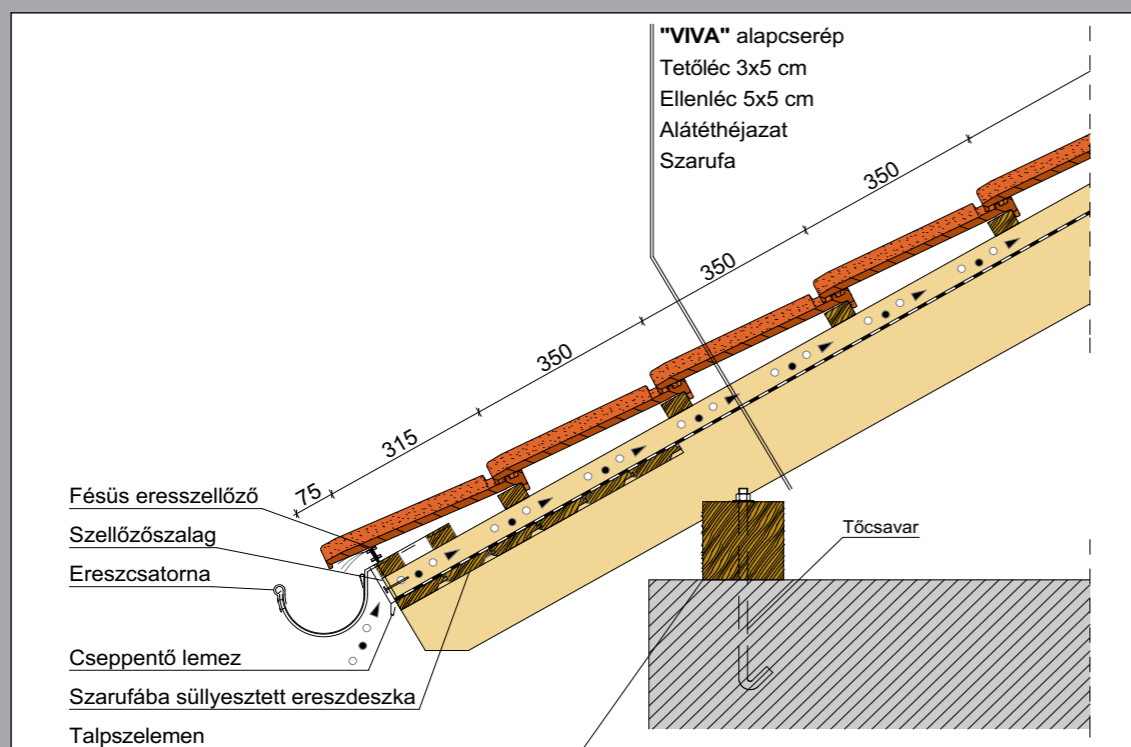 "VIVA" alapcserép
Tetőléc 3x5 cm
Ellenléc 5x5 cm
Alátéthéjazat
Szarufa
350
350
350
315
75
Fésüs eresszellőző
Szellőzőszalag
Ereszcsatorna
Tőcsavar
Cseppentő lemez
Szarufába süllyesztett ereszdeszka
Talpszelemen